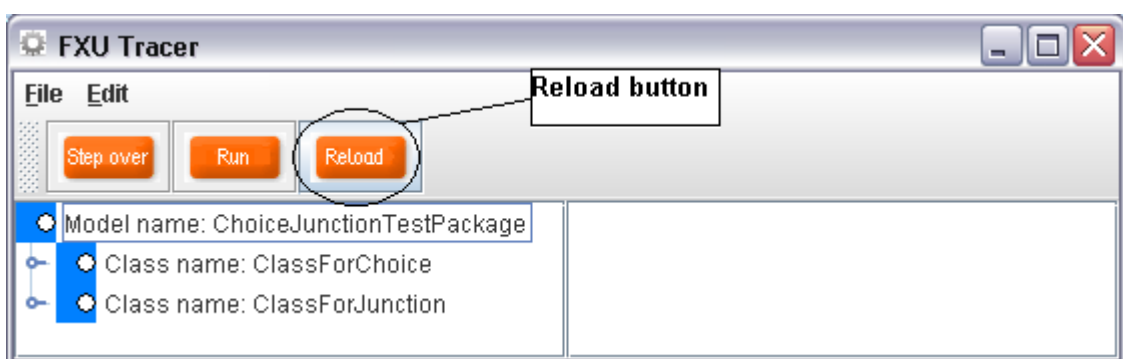 FXU Tracer
Reload button
File Edit
Step over Run Reload
Model name: ChoiceJunctionTestPackage
Class name: ClassForChoice
Class name: ClassForJunction